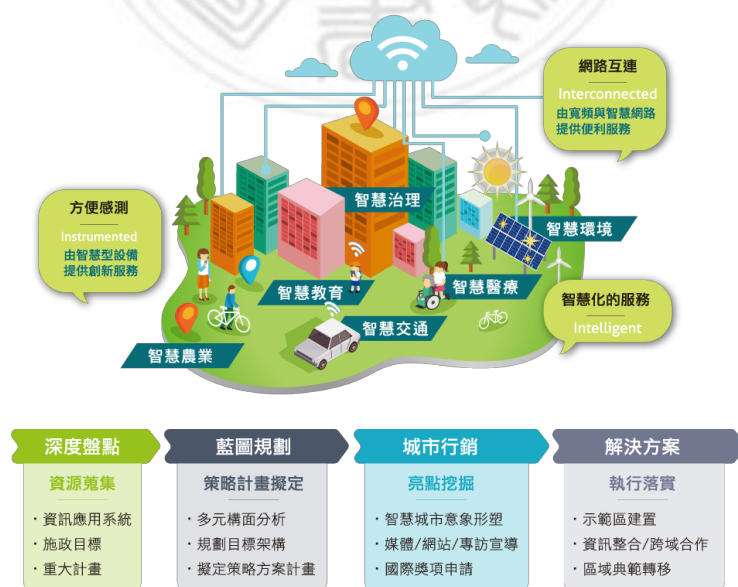 網路互連
Interconnected
由寬頻與智慧網路
提供便利服務
方便感測
Instrumented
由智慧型設備
提供創新服務
智慧治理
智慧環境
智慧教育
智慧醫療
智慧化的服務
Intelligent
智慧交通
智慧農業
深度盤點
資源蒐集
・資訊應用系統
・施政目標
・重大計畫
藍圖規劃
策略計畫擬定
・多元構面分析
・規劃目標架構
・擬定策略方案計畫
城市行銷
亮點挖掘
・智慧城市意象形塑
・媒體/網站/專訪宣導
・國際獎項申請
解決方案
執行落實
・示範區建置
・資訊整合/跨域合作
・區域典範轉移